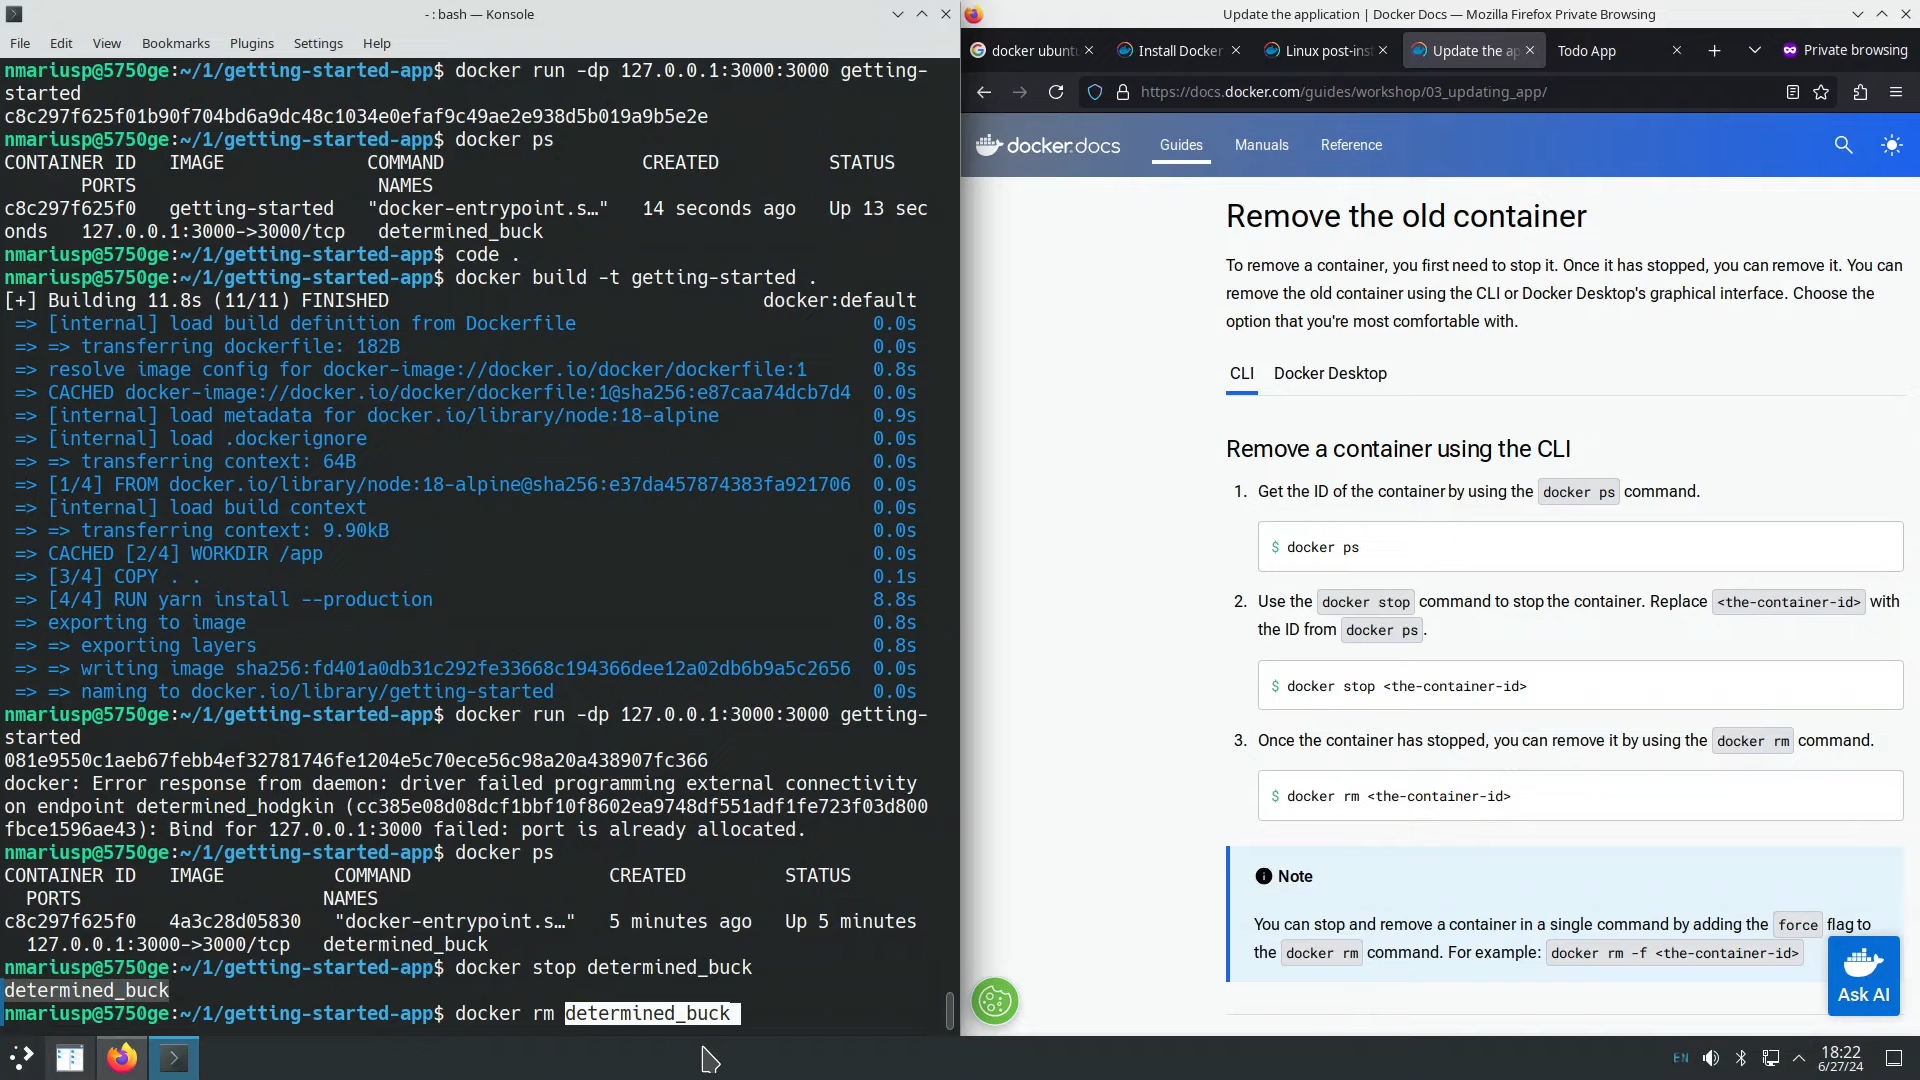 - : bash — Konsole
File Edit View Bookmarks Plugins Settings Help
nmariusp@5750ge:~/1/getting-started-app$ docker run -dp 127.0.0.1:3000:3000 getting-
started
c8c297f625f01b90f704bd6a9dc48c1034e0efaf9c49ae2e938d5b019a9b5e2e
nmariusp@5750ge:~/1/getting-started-app$ docker ps
CONTAINER ID   IMAGE             COMMAND                  CREATED          STATUS
       PORTS                      NAMES
c8c297f625f0   getting-started   "docker-entrypoint.s…"   14 seconds ago   Up 13 sec
onds   127.0.0.1:3000->3000/tcp   determined_buck
nmariusp@5750ge:~/1/getting-started-app$ code .
nmariusp@5750ge:~/1/getting-started-app$ docker build -t getting-started .
[+] Building 11.8s (11/11) FINISHED                                  docker:default
=> [internal] load build definition from Dockerfile 0.0s
=> => transferring dockerfile: 182B 0.0s
=> resolve image config for docker-image://docker.io/docker/dockerfile:1 0.8s
=> CACHED docker-image://docker.io/docker/dockerfile:1@sha256:e87caa74dcb7d4 0.0s
=> [internal] load metadata for docker.io/library/node:18-alpine 0.9s
=> [internal] load .dockerignore 0.0s
=> => transferring context: 64B 0.0s
=> [1/4] FROM docker.io/library/node:18-alpine@sha256:e37da457874383fa921706 0.0s
=> [internal] load build context 0.0s
=> => transferring context: 9.90kB 0.0s
=> CACHED [2/4] WORKDIR /app 0.0s
=> [3/4] COPY . . 0.1s
=> [4/4] RUN yarn install --production 8.8s
=> exporting to image 0.8s
=> => exporting layers 0.8s
=> => writing image sha256:fd401a0db31c292fe33668c194366dee12a02db6b9a5c2656 0.0s
=> => naming to docker.io/library/getting-started 0.0s
nmariusp@5750ge:~/1/getting-started-app$ docker run -dp 127.0.0.1:3000:3000 getting-
started
081e9550c1aeb67febb4ef32781746fe1204e5c70ece56c98a20a438907fc366
docker: Error response from daemon: driver failed programming external connectivity
on endpoint determined_hodgkin (cc385e08d08dcf1bbf10f8602ea9748df551adf1fe723f03d800
fbce1596ae43): Bind for 127.0.0.1:3000 failed: port is already allocated.
nmariusp@5750ge:~/1/getting-started-app$ docker ps
CONTAINER ID   IMAGE          COMMAND                  CREATED         STATUS
  PORTS                      NAMES
c8c297f625f0   4a3c28d05830   "docker-entrypoint.s…"   5 minutes ago   Up 5 minutes
  127.0.0.1:3000->3000/tcp   determined_buck
nmariusp@5750ge:~/1/getting-started-app$ docker stop determined_buck
determined_buck
nmariusp@5750ge:~/1/getting-started-app$ docker rm determined_buck
Update the application | Docker Docs — Mozilla Firefox Private Browsing
docker ubunt Install Docker Linux post-ins Update the ap Todo App Private browsing
https://docs.docker.com/guides/workshop/03_updating_app/
docker.docs Guides Manuals Reference
Remove the old container
To remove a container, you first need to stop it. Once it has stopped, you can remove it. You can
remove the old container using the CLI or Docker Desktop's graphical interface. Choose the
option that you're most comfortable with.
CLI Docker Desktop
Remove a container using the CLI
1. Get the ID of the container by using the docker ps command.
$ docker ps
2. Use the docker stop command to stop the container. Replace <the-container-id> with
the ID from docker ps.
$ docker stop <the-container-id>
3. Once the container has stopped, you can remove it by using the docker rm command.
$ docker rm <the-container-id>
Note
You can stop and remove a container in a single command by adding the force flag to
the docker rm command. For example: docker rm -f <the-container-id>
Ask AI
EN
18:22
6/27/24